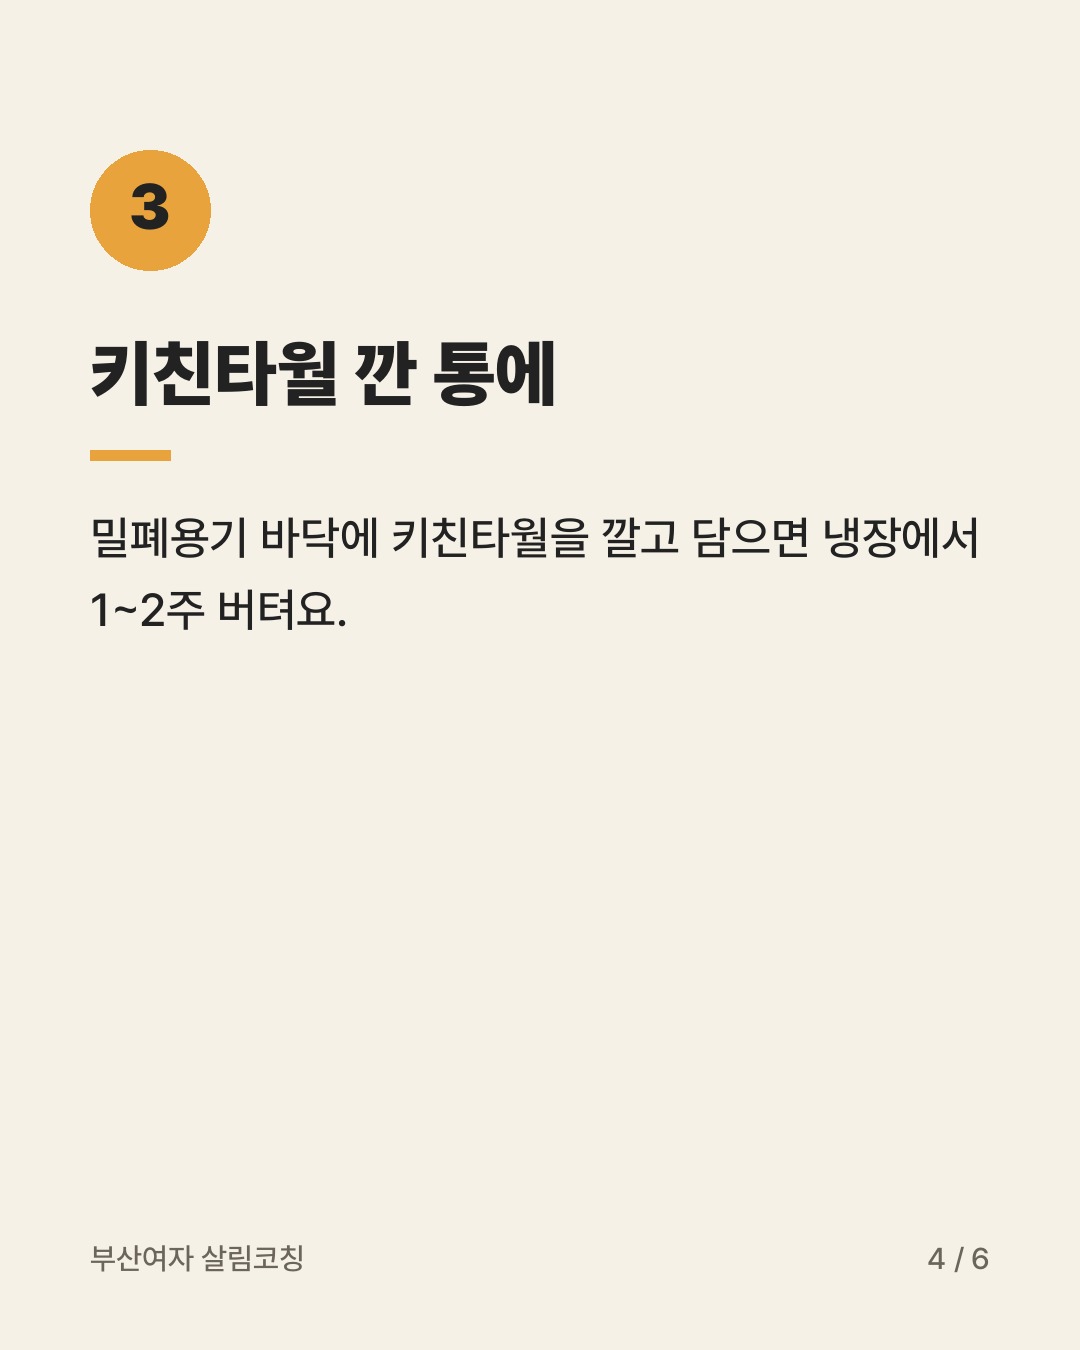 3
키친타월 깐 통에
밀폐용기 바닥에 키친타월을 깔고 담으면 냉장에서
1~2주 버텨요.
부산여자 살림코칭
4 / 6